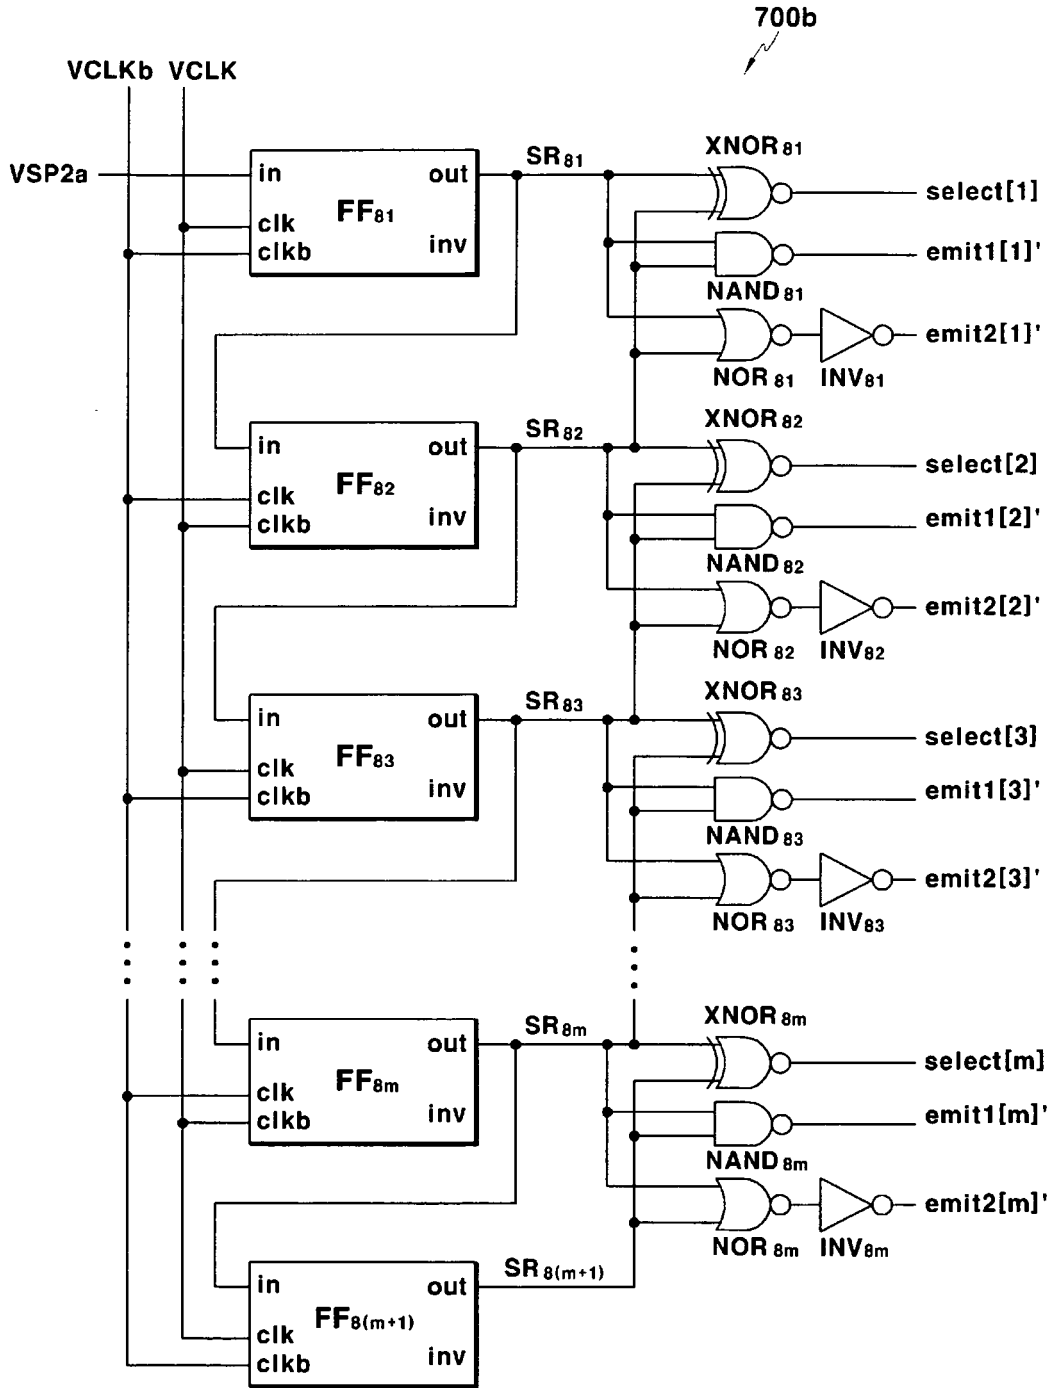 700b
VCLKb VCLK
VSP2a
in out
FF81
clk
clkb inv
SR81
XNOR81
select[1]
emit1[1]'
NAND81
emit2[1]'
NOR81 INV81
in out
FF82
clk
clkb inv
SR82
XNOR82
select[2]
emit1[2]'
NAND82
emit2[2]'
NOR82 INV82
in out
FF83
clk
clkb inv
SR83
XNOR83
select[3]
emit1[3]'
NAND83
emit2[3]'
NOR83 INV83
in out
FF8m
clk
clkb inv
SR8m
XNOR8m
select[m]
emit1[m]'
NAND8m
emit2[m]'
NOR8m INV8m
in out
FF8(m+1)
clk
clkb inv
SR8(m+1)